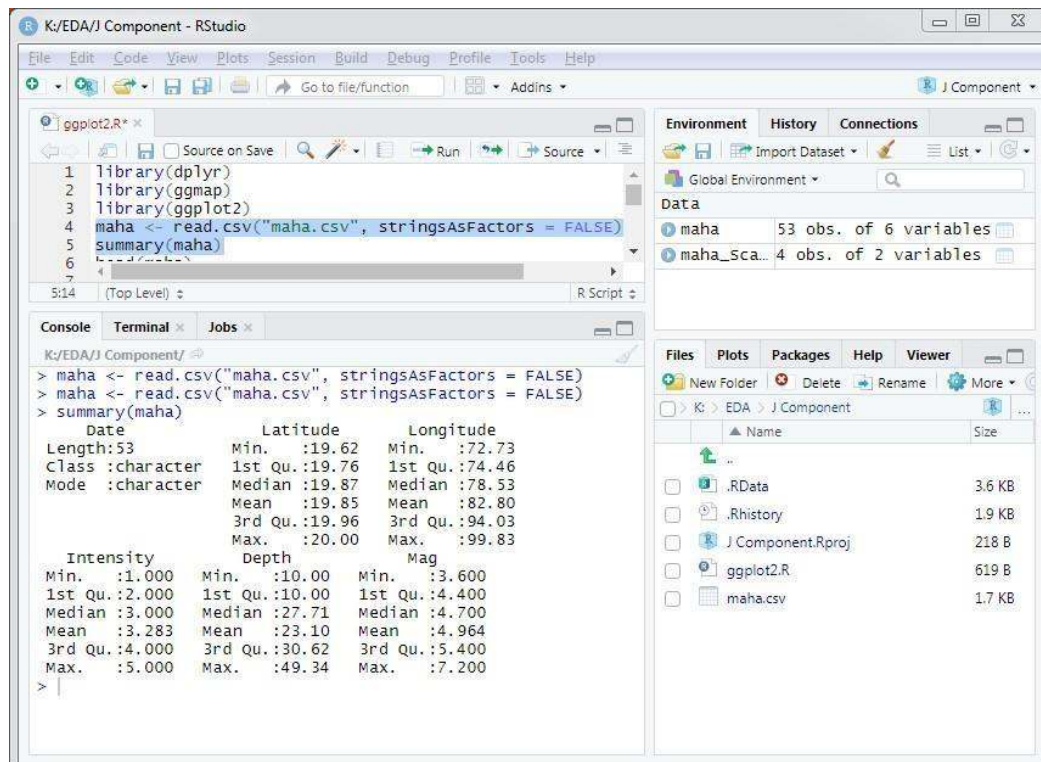 K:/EDA/J Component - RStudio
File Edit Code View Plots Session Build Debug Profile Tools Help
Go to file/function Addins J Component
ggplot2.R*
Source on Save Run Source
1 library(dplyr)
2 library(ggmap)
3 library(ggplot2)
4 maha <- read.csv("maha.csv", stringsAsFactors = FALSE)
5 summary(maha)
6
7
5:14 (Top Level) R Script
Console Terminal Jobs
K:/EDA/J Component/
> maha <- read.csv("maha.csv", stringsAsFactors = FALSE)
> maha <- read.csv("maha.csv", stringsAsFactors = FALSE)
> summary(maha)
Date Latitude Longitude
Length:53 Min. :19.62 Min. :72.73
Class :character 1st Qu.:19.76 1st Qu.:74.46
Mode :character Median :19.87 Median :78.53
Mean :19.85 Mean :82.80
3rd Qu.:19.96 3rd Qu.:94.03
Max. :20.00 Max. :99.83
Intensity Depth Mag
Min. :1.000 Min. :10.00 Min. :3.600
1st Qu.:2.000 1st Qu.:10.00 1st Qu.:4.400
Median :3.000 Median :27.71 Median :4.700
Mean :3.283 Mean :23.10 Mean :4.964
3rd Qu.:4.000 3rd Qu.:30.62 3rd Qu.:5.400
Max. :5.000 Max. :49.34 Max. :7.200
>
Environment History Connections
Import Dataset List
Global Environment
Data
maha 53 obs. of 6 variables
maha_Sca… 4 obs. of 2 variables
Files Plots Packages Help Viewer
New Folder Delete Rename More
K: > EDA > J Component ...
Name Size
..
.RData 3.6 KB
.Rhistory 1.9 KB
J Component.Rproj 218 B
ggplot2.R 619 B
maha.csv 1.7 KB